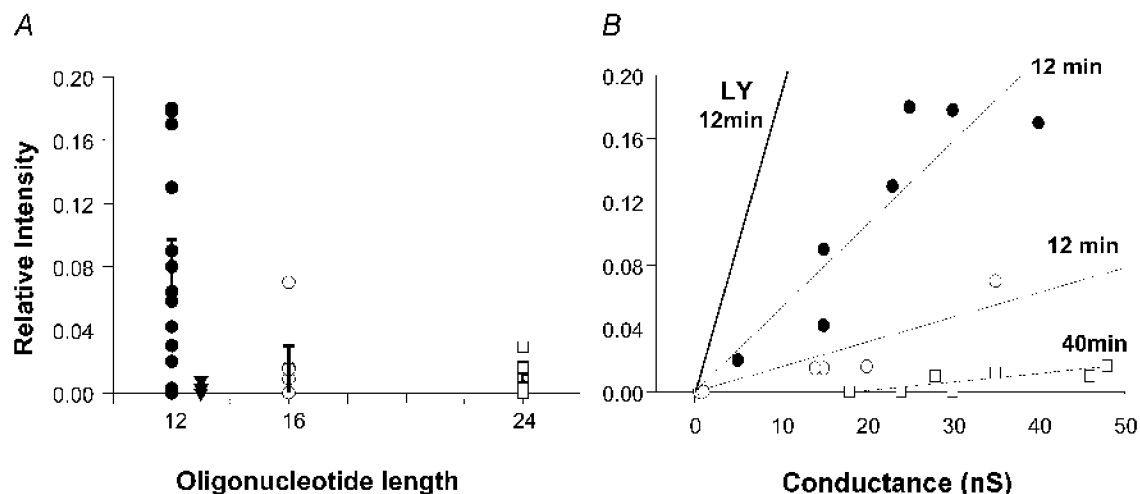 A
B
Relative Intensity
0.20
0.16
0.12
0.08
0.04
0.00
12
16
24
Oligonucleotide length
0.20
0.16
0.12
0.08
0.04
0.00
LY
12min
12 min
12 min
40min
0
10
20
30
40
50
Conductance (nS)